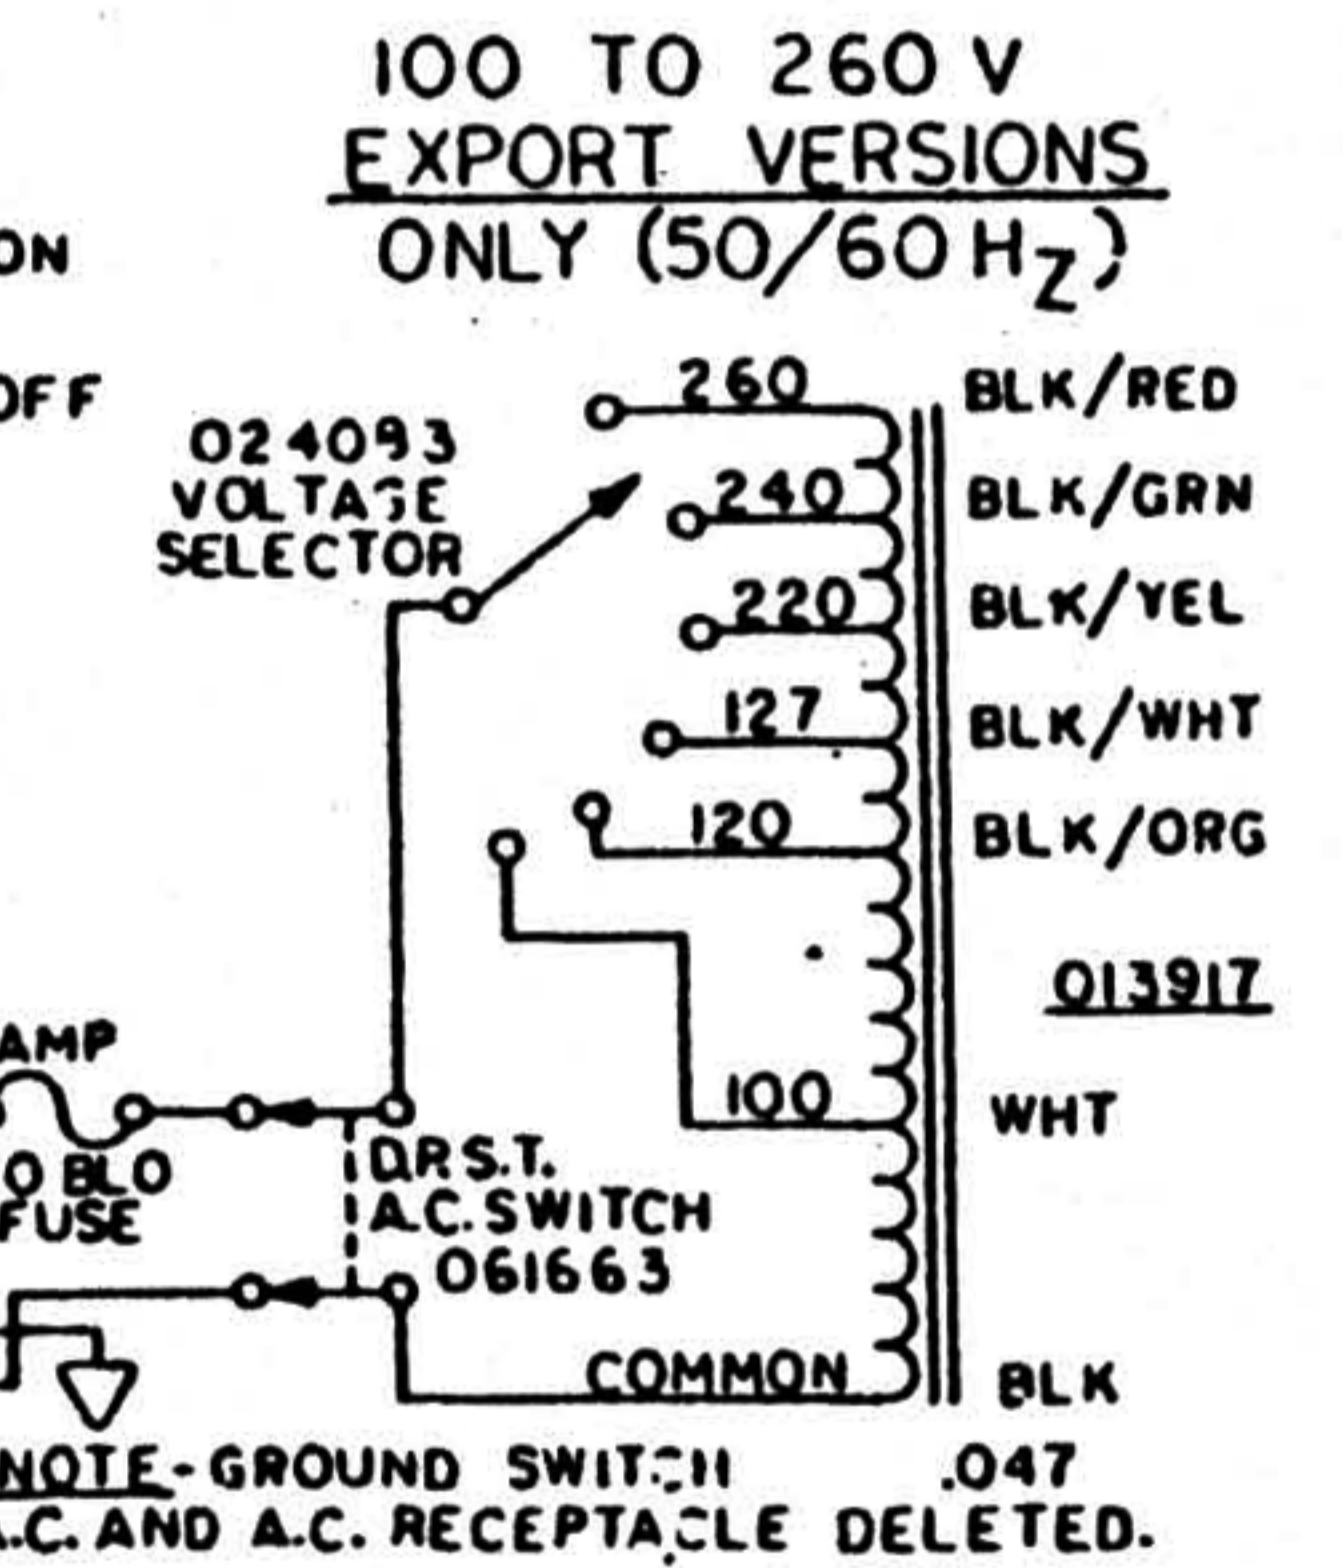 100 TO 260 V
EXPORT VERSIONS
ONLY (50/60 Hz)
ON
OFF
024093
VOLTAGE
SELECTOR
260 BLK/RED
240 BLK/GRN
220 BLK/YEL
127 BLK/WHT
120 BLK/ORG
013917
100 WHT
AMP
O BLO
FUSE
D.P.S.T.
A.C. SWITCH
061663
COMMON BLK
NOTE-GROUND SWITCH .047
A.C. AND A.C. RECEPTACLE DELETED.